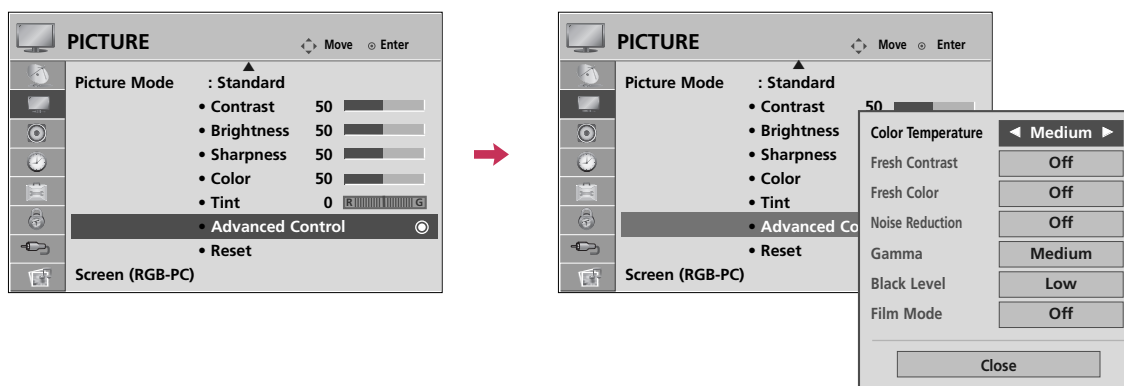 PICTURE Move Enter
Picture Mode : Standard
• Contrast 50
• Brightness 50
• Sharpness 50
• Color 50
• Tint 0 R G
• Advanced Control
• Reset
Screen (RGB-PC)
PICTURE Move Enter
Picture Mode : Standard
• Contrast 50
• Brightness
• Sharpness
• Color
• Tint
• Advanced Co
• Reset
Screen (RGB-PC)
Color Temperature ◀ Medium ▶
Fresh Contrast Off
Fresh Color Off
Noise Reduction Off
Gamma Medium
Black Level Low
Film Mode Off
Close